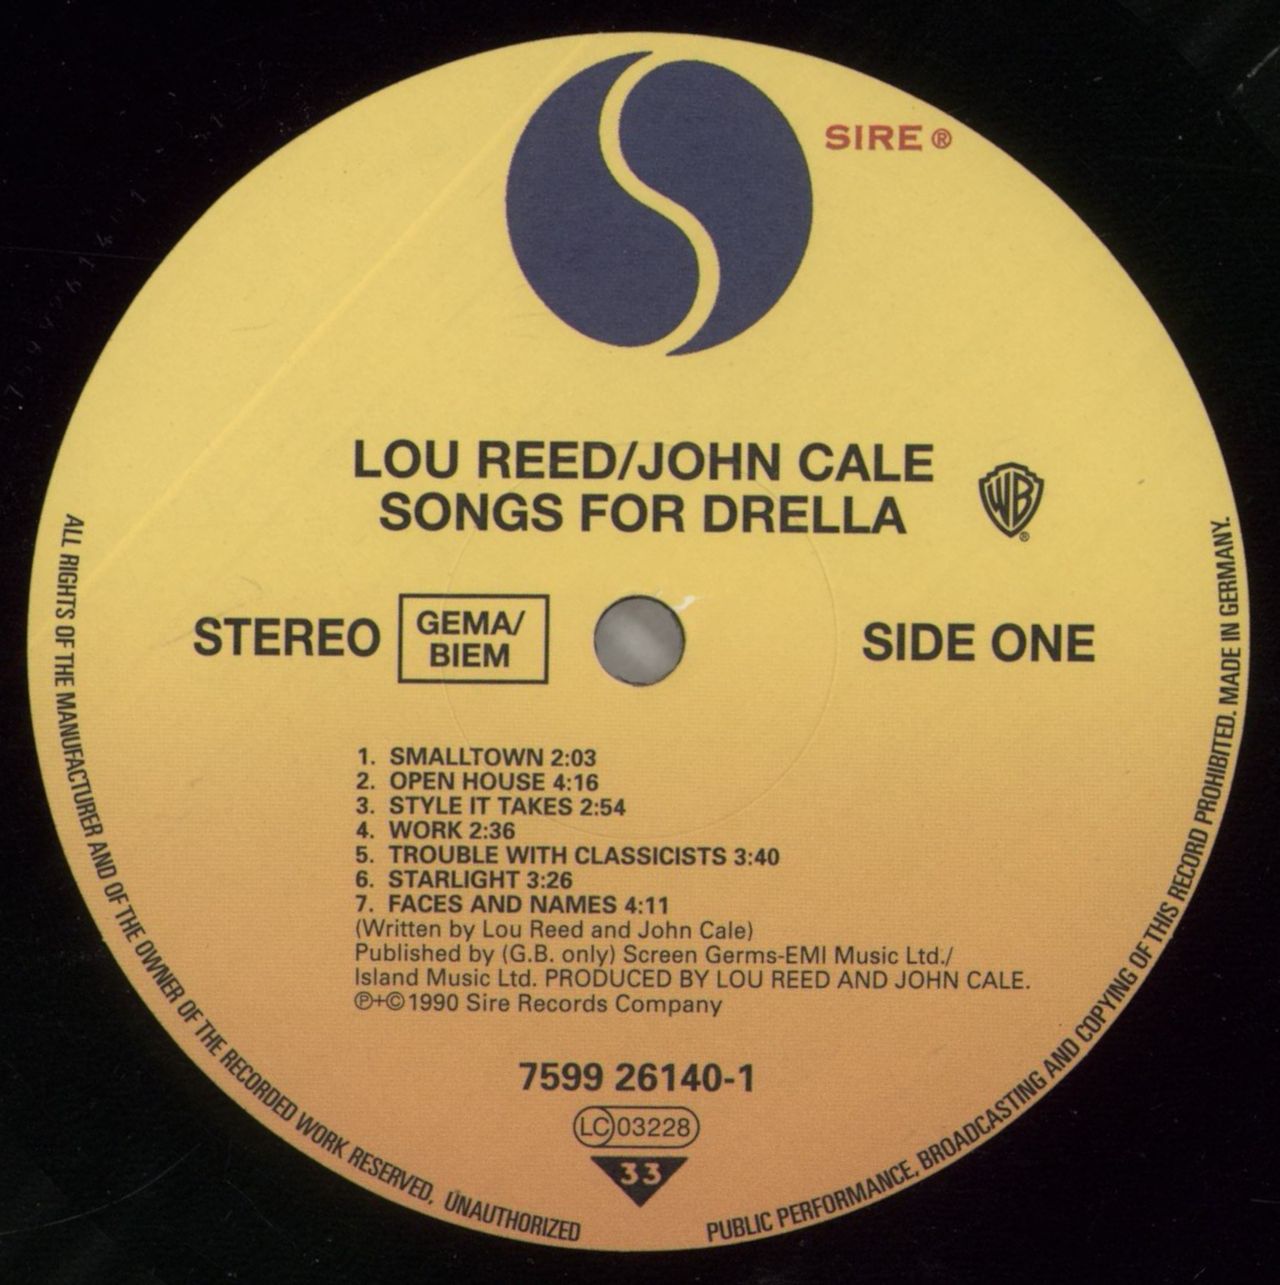 SIRE ®
LOU REED/JOHN CALE
SONGS FOR DRELLA
WB ®
STEREO
GEMA/
BIEM
SIDE ONE
1. SMALLTOWN 2:03
2. OPEN HOUSE 4:16
3. STYLE IT TAKES 2:54
4. WORK 2:36
5. TROUBLE WITH CLASSICISTS 3:40
6. STARLIGHT 3:26
7. FACES AND NAMES 4:11
(Written by Lou Reed and John Cale)
Published by (G.B. only) Screen Germs-EMI Music Ltd./
Island Music Ltd. PRODUCED BY LOU REED AND JOHN CALE.
℗+© 1990 Sire Records Company
7599 26140-1
LC 03228
33
ALL RIGHTS OF THE MANUFACTURER AND OF THE OWNER OF THE RECORDED WORK RESERVED, UNAUTHORIZED PUBLIC PERFORMANCE, BROADCASTING AND COPYING OF THIS RECORD PROHIBITED. MADE IN GERMANY.